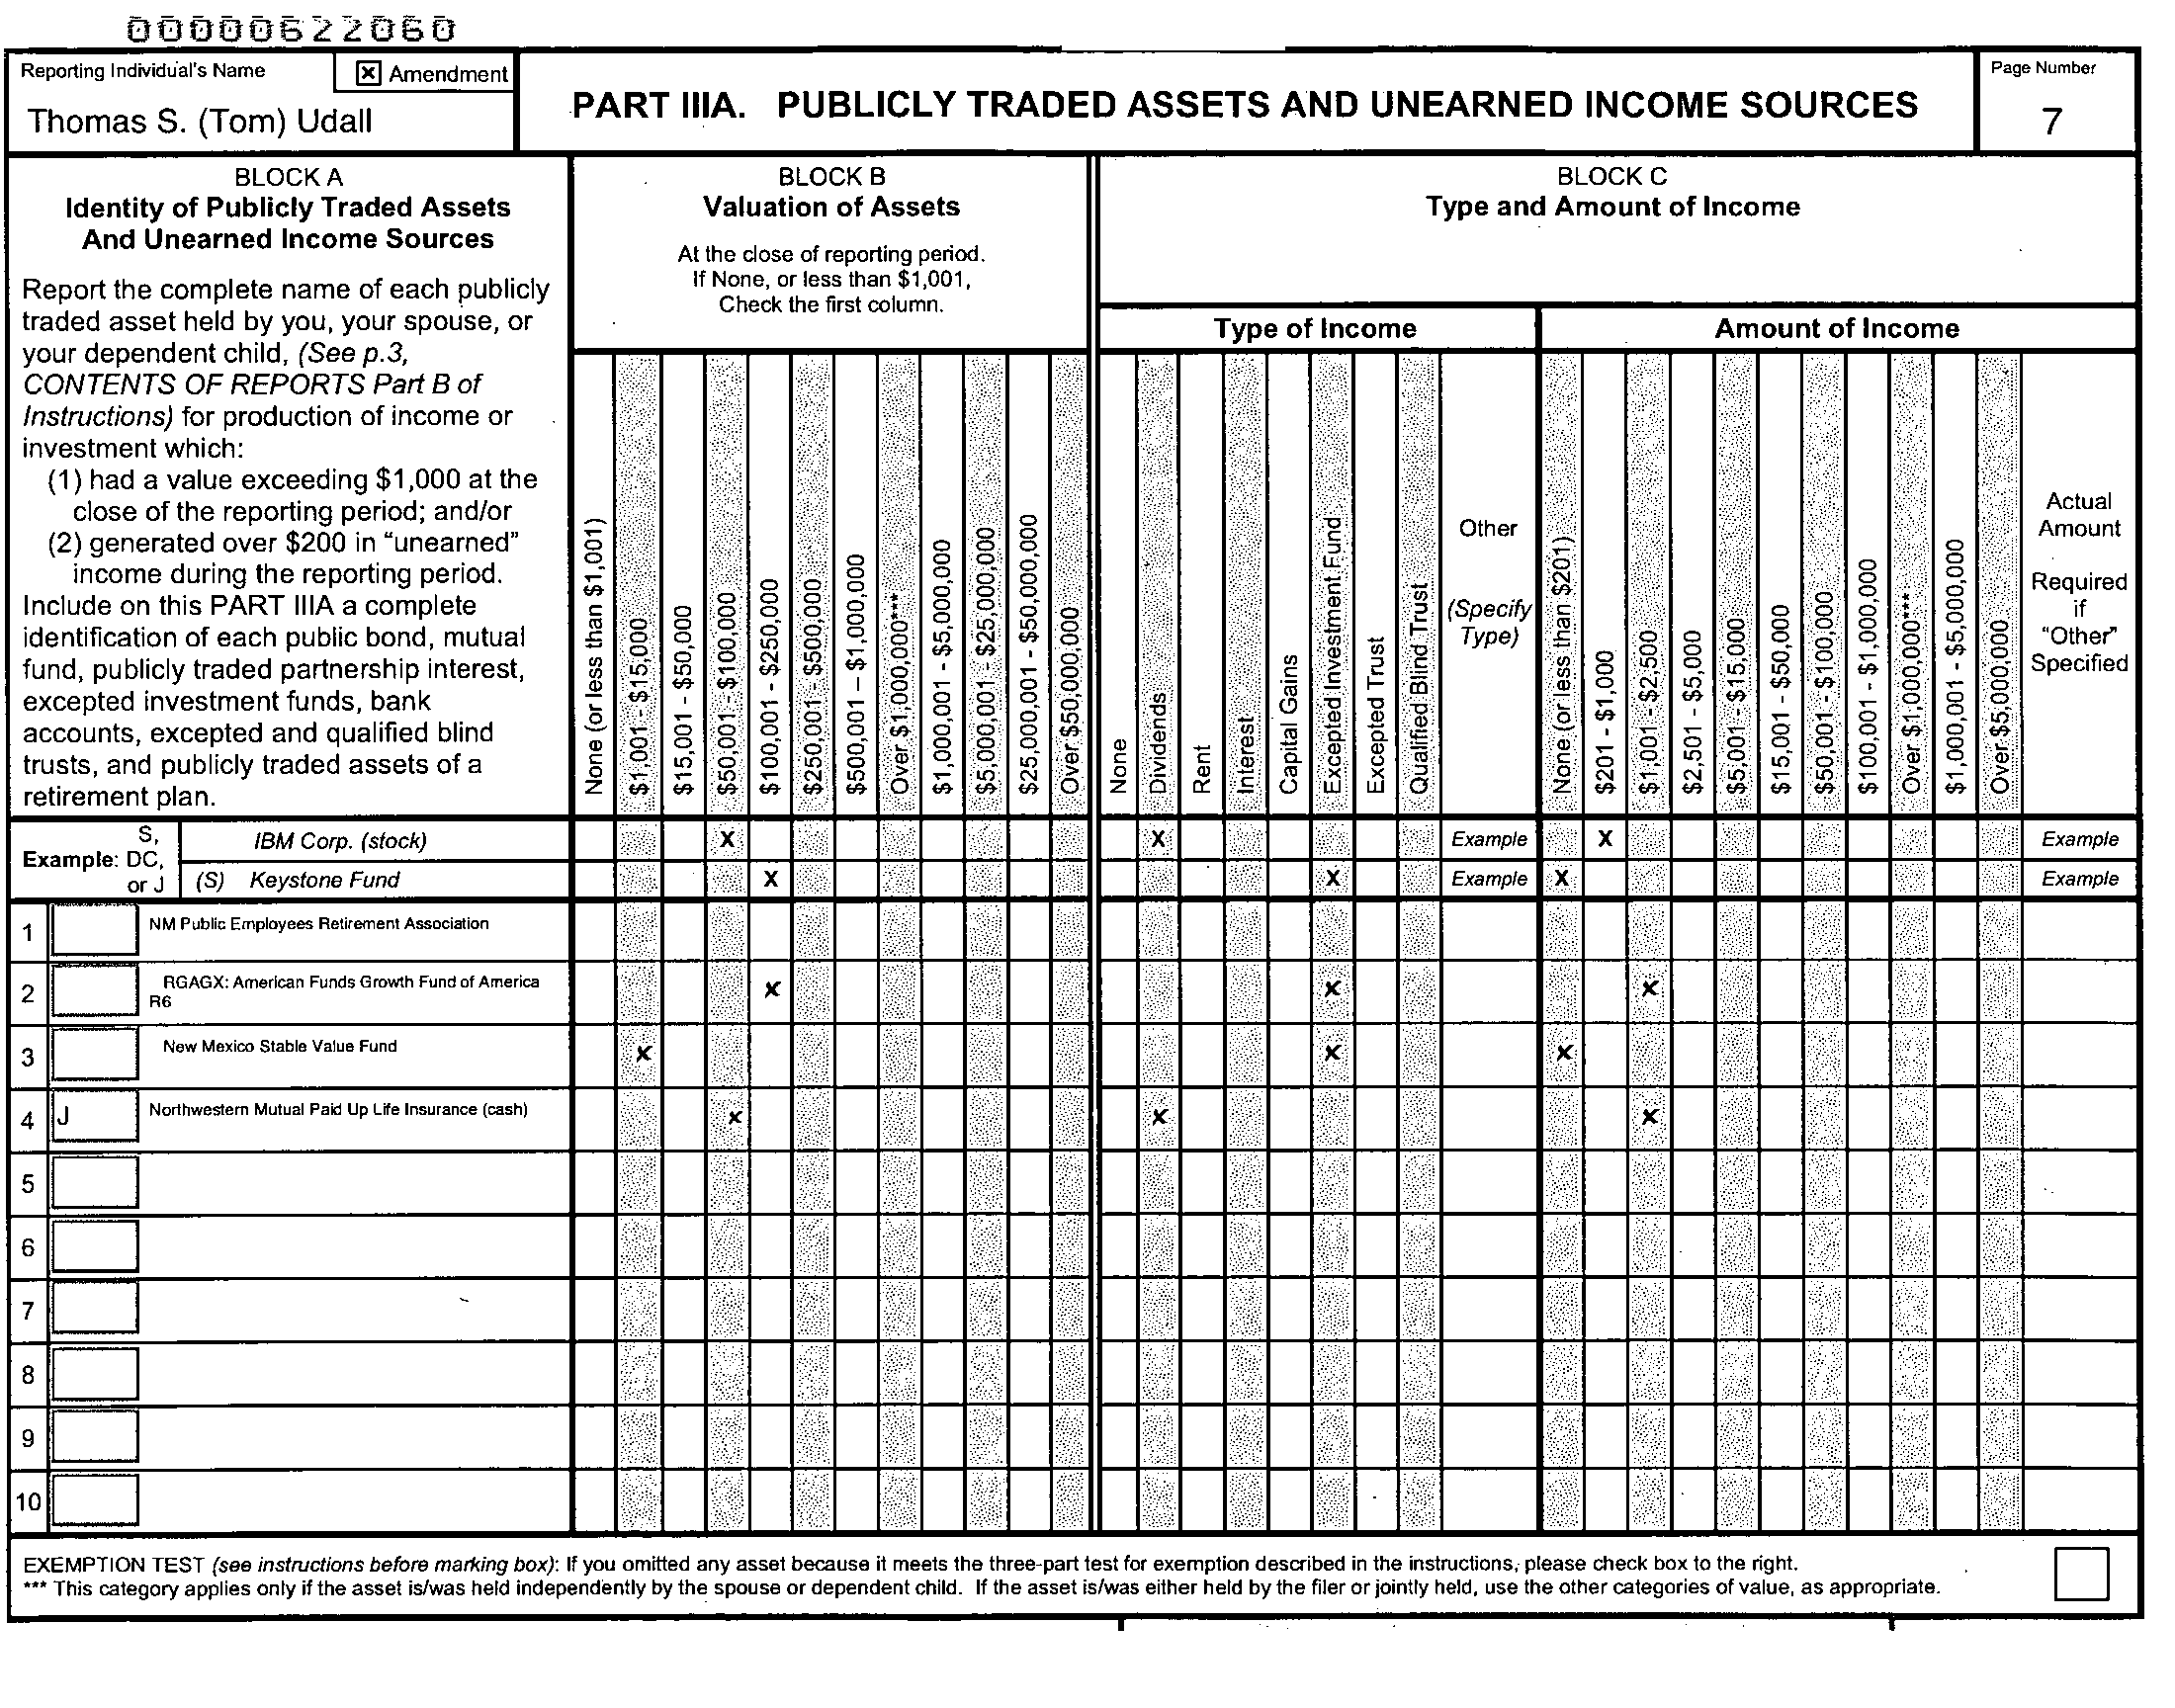 00000622060
Reporting Individual's Name
☒ Amendment
Thomas S. (Tom) Udall
PART IIIA. PUBLICLY TRADED ASSETS AND UNEARNED INCOME SOURCES
Page Number
7
BLOCK A
Identity of Publicly Traded Assets
And Unearned Income Sources
Report the complete name of each publicly
traded asset held by you, your spouse, or
your dependent child, (See p.3,
CONTENTS OF REPORTS Part B of
Instructions) for production of income or
investment which:
(1) had a value exceeding $1,000 at the
close of the reporting period; and/or
(2) generated over $200 in “unearned”
income during the reporting period.
Include on this PART IIIA a complete
identification of each public bond, mutual
fund, publicly traded partnership interest,
excepted investment funds, bank
accounts, excepted and qualified blind
trusts, and publicly traded assets of a
retirement plan.
BLOCK B
Valuation of Assets
At the close of reporting period.
If None, or less than $1,001,
Check the first column.
None (or less than $1,001)
$1,001 - $15,000
$15,001 - $50,000
$50,001 - $100,000
$100,001 - $250,000
$250,001 - $500,000
$500,001 – $1,000,000
Over $1,000,000***
$1,000,001 - $5,000,000
$5,000,001 - $25,000,000
$25,000,001 - $50,000,000
Over $50,000,000
BLOCK C
Type and Amount of Income
Type of Income
None
Dividends
Rent
Interest
Capital Gains
Excepted Investment Fund
Excepted Trust
Qualified Blind Trust
Other
(Specify
Type)
Amount of Income
None (or less than $201)
$201 - $1,000
$1,001 - $2,500
$2,501 - $5,000
$5,001 - $15,000
$15,001 - $50,000
$50,001 - $100,000
$100,001 - $1,000,000
Over $1,000,000***
$1,000,001 - $5,000,000
Over $5,000,000
Actual
Amount
Required
if
“Other”
Specified
Example:
S,
DC,
or J
IBM Corp. (stock) X X Example X Example
(S) Keystone Fund X X Example X Example
1 NM Public Employees Retirement Association
2 RGAGX: American Funds Growth Fund of America
R6 x x x
3 New Mexico Stable Value Fund x x x
4 J Northwestern Mutual Paid Up Life Insurance (cash) x x x
5
6
7
8
9
10
EXEMPTION TEST (see instructions before marking box): If you omitted any asset because it meets the three-part test for exemption described in the instructions, please check box to the right.
*** This category applies only if the asset is/was held independently by the spouse or dependent child. If the asset is/was either held by the filer or jointly held, use the other categories of value, as appropriate.